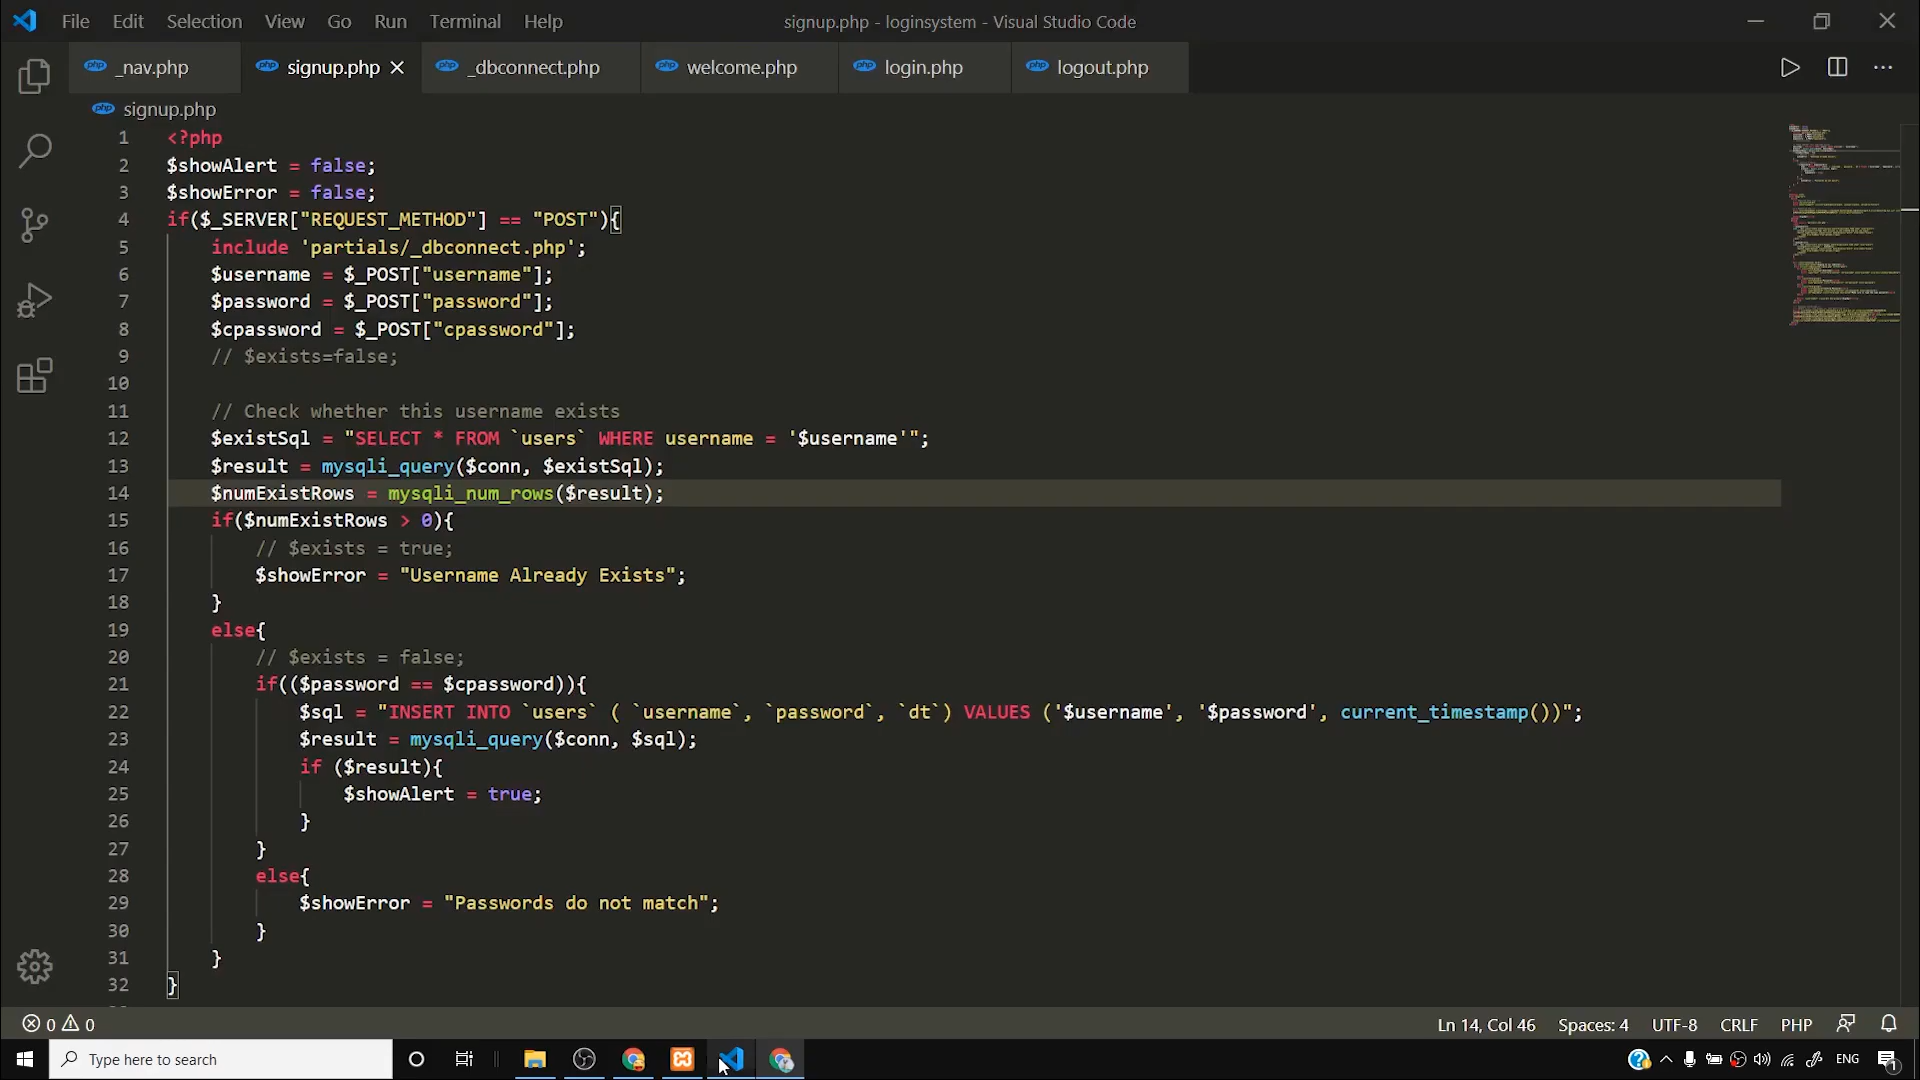 File Edit Selection View Go Run Terminal Help
signup.php - loginsystem - Visual Studio Code
php _nav.php
php signup.php
php _dbconnect.php
php welcome.php
php login.php
php logout.php
php signup.php
1 <?php
2 $showAlert = false;
3 $showError = false;
4 if($_SERVER["REQUEST_METHOD"] == "POST"){
5 include 'partials/_dbconnect.php';
6 $username = $_POST["username"];
7 $password = $_POST["password"];
8 $cpassword = $_POST["cpassword"];
9 // $exists=false;
10
11 // Check whether this username exists
12 $existSql = "SELECT * FROM `users` WHERE username = '$username'";
13 $result = mysqli_query($conn, $existSql);
14 $numExistRows = mysqli_num_rows($result);
15 if($numExistRows > 0){
16 // $exists = true;
17 $showError = "Username Already Exists";
18 }
19 else{
20 // $exists = false;
21 if(($password == $cpassword)){
22 $sql = "INSERT INTO `users` ( `username`, `password`, `dt`) VALUES ('$username', '$password', current_timestamp())";
23 $result = mysqli_query($conn, $sql);
24 if ($result){
25 $showAlert = true;
26 }
27 }
28 else{
29 $showError = "Passwords do not match";
30 }
31 }
32 }
0 0
Ln 14, Col 46 Spaces: 4 UTF-8 CRLF PHP
Type here to search
ENG
1